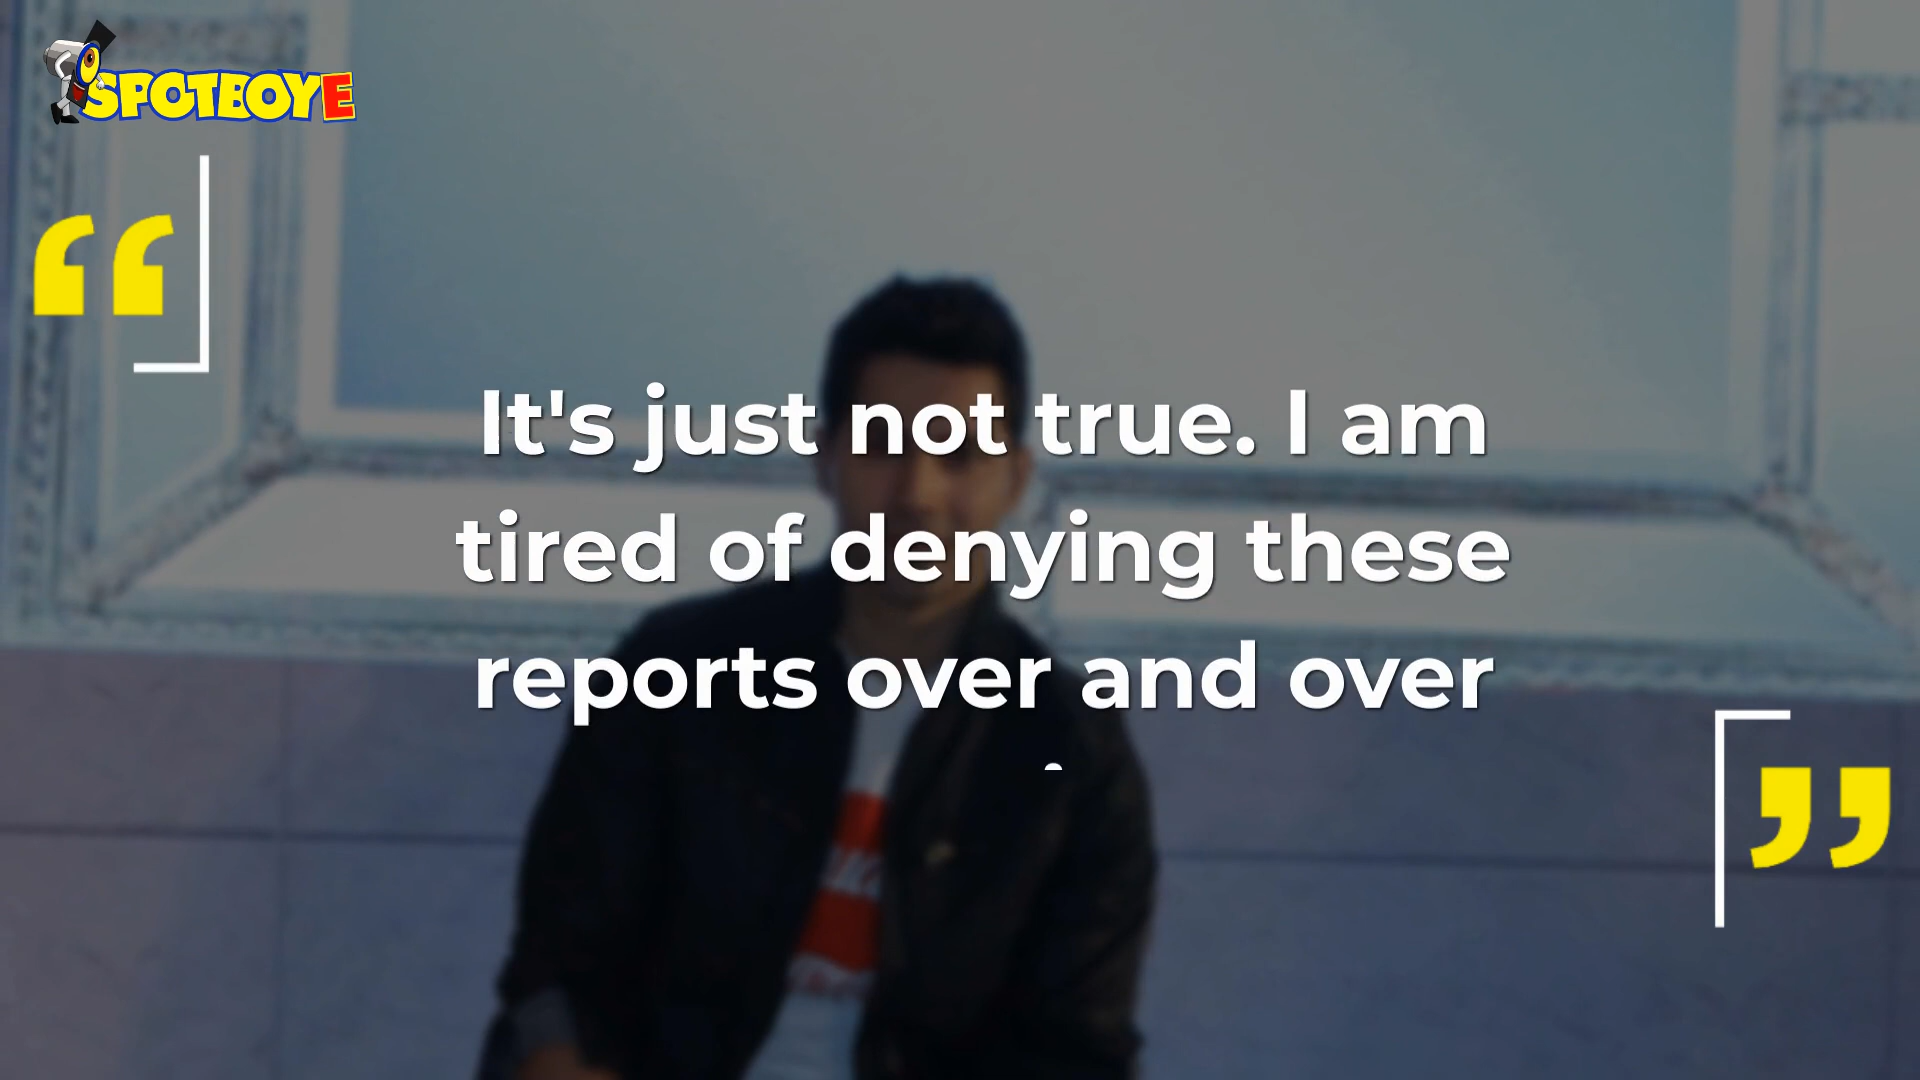 SPOTBOYE
“
It's just not true. I am
tired of denying these
reports over and over
”